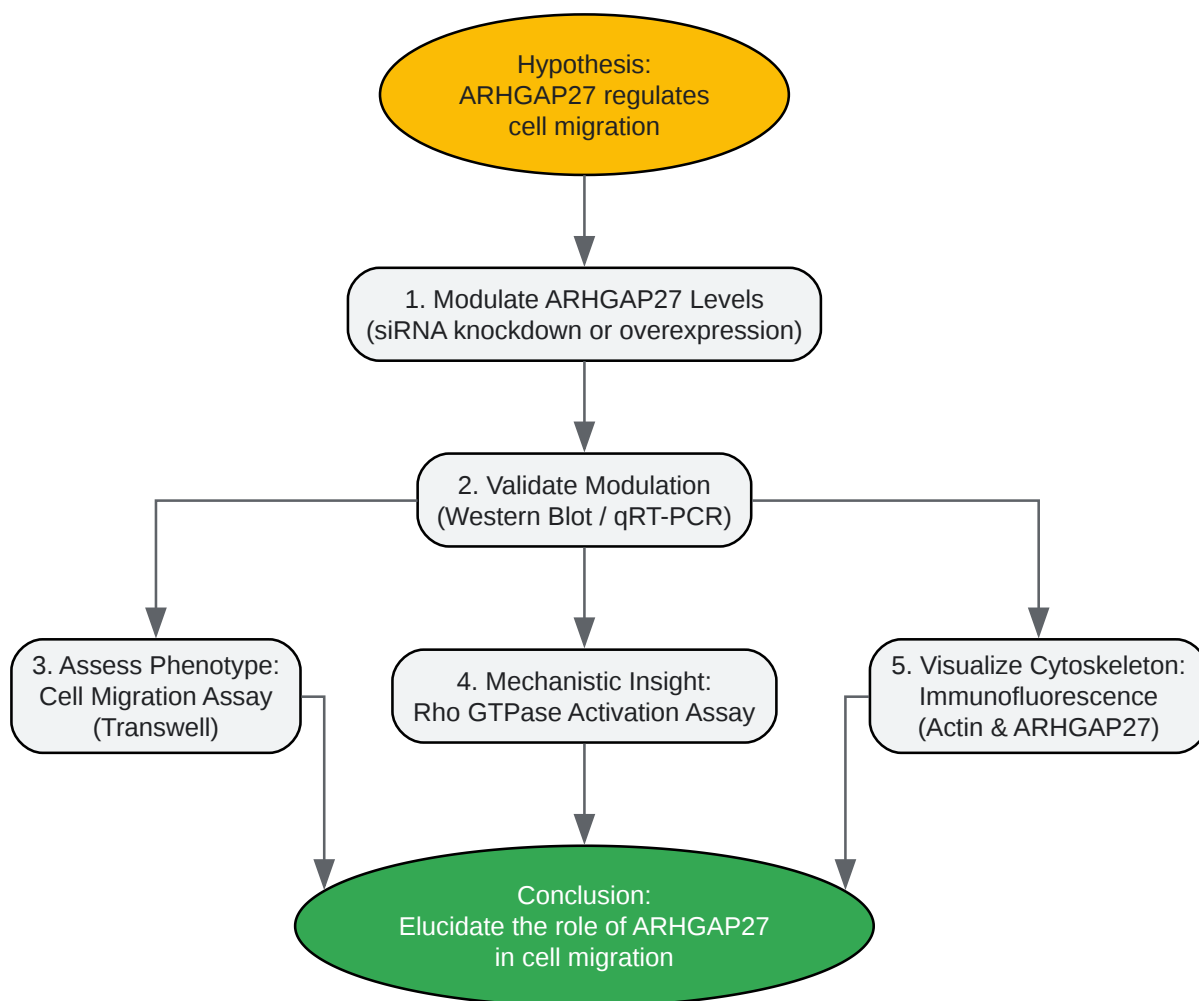 Hypothesis:
ARHGAP27 regulates
cell migration
1. Modulate ARHGAP27 Levels
(siRNA knockdown or overexpression)
2. Validate Modulation
(Western Blot / qRT-PCR)
3. Assess Phenotype:
Cell Migration Assay
(Transwell)
4. Mechanistic Insight:
Rho GTPase Activation Assay
5. Visualize Cytoskeleton:
Immunofluorescence
(Actin & ARHGAP27)
Conclusion:
Elucidate the role of ARHGAP27
in cell migration